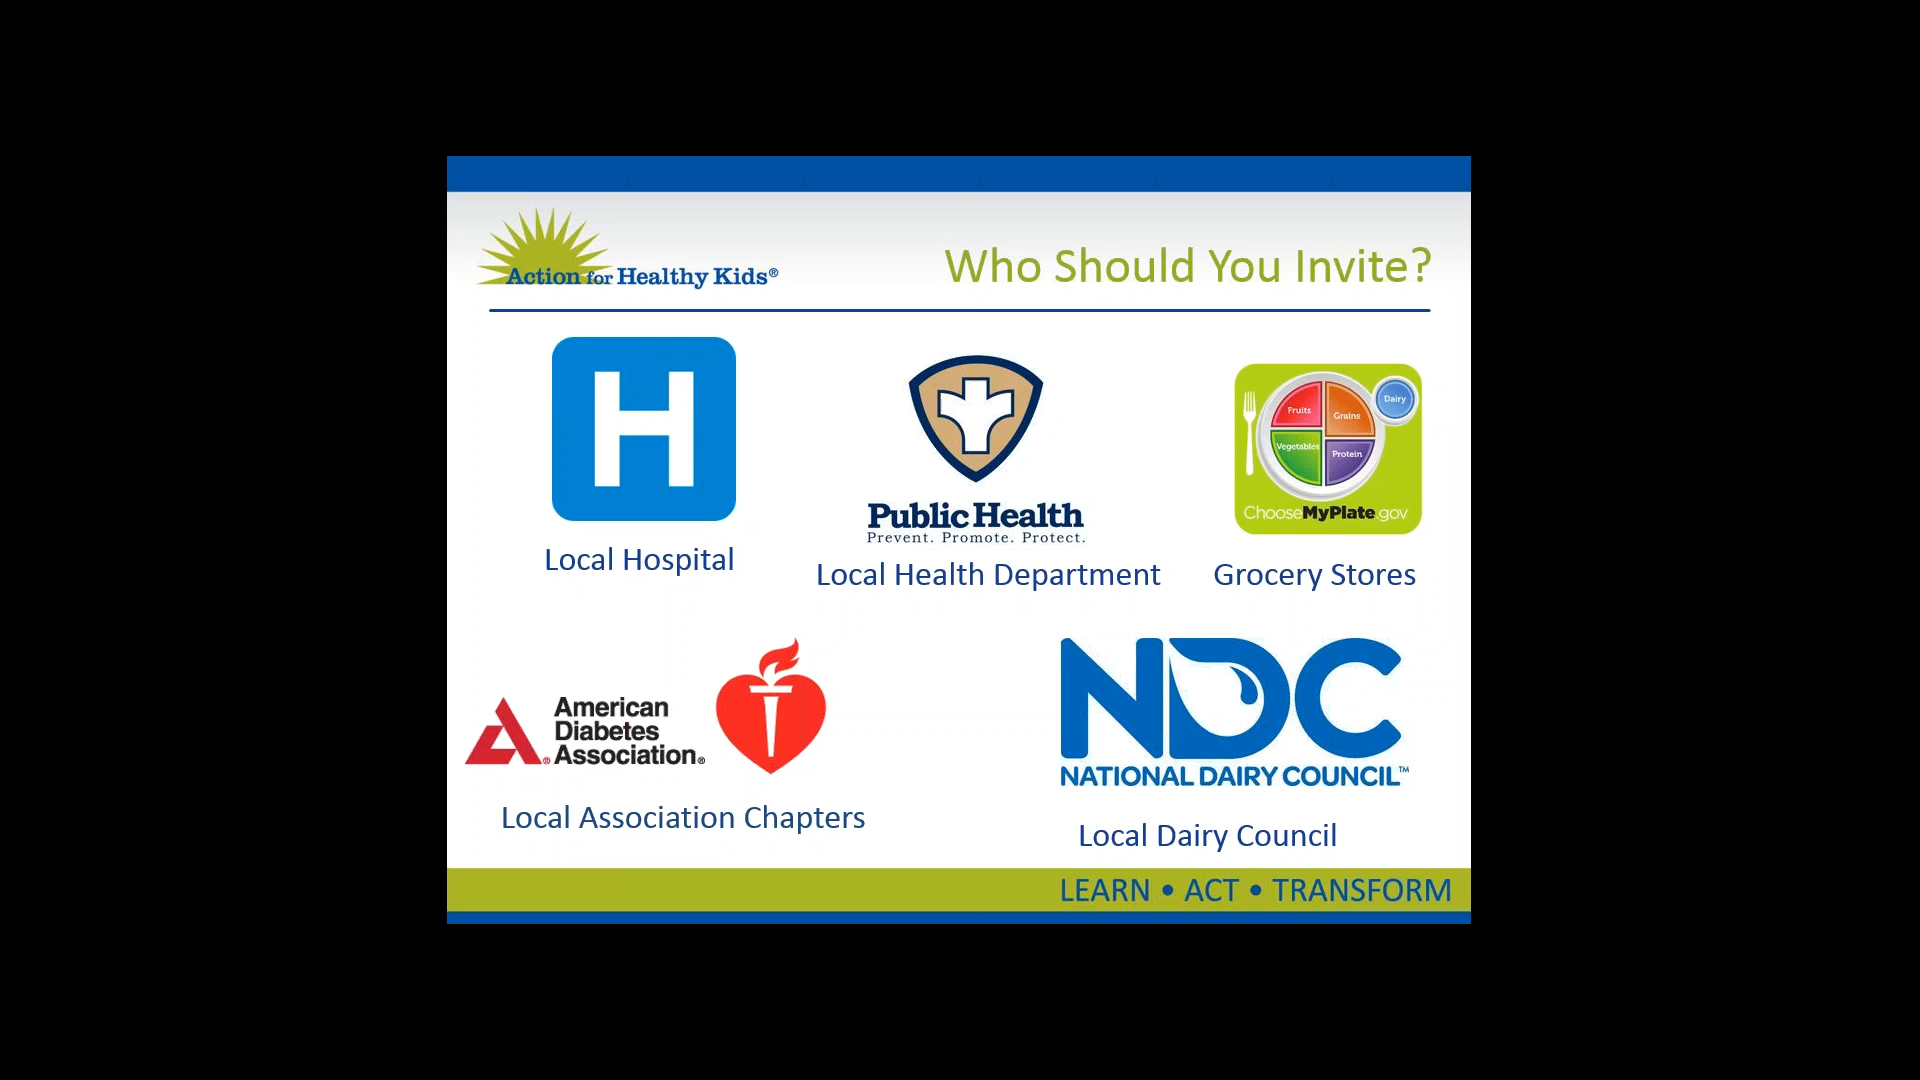 Action for Healthy Kids®
Who Should You Invite?
H
Local Hospital
Public Health
Prevent. Promote. Protect.
Local Health Department
Fruits
Grains
Dairy
Vegetables
Protein
ChooseMyPlate.gov
Grocery Stores
American
Diabetes
Association®
Local Association Chapters
NDC
NATIONAL DAIRY COUNCIL™
Local Dairy Council
LEARN • ACT • TRANSFORM